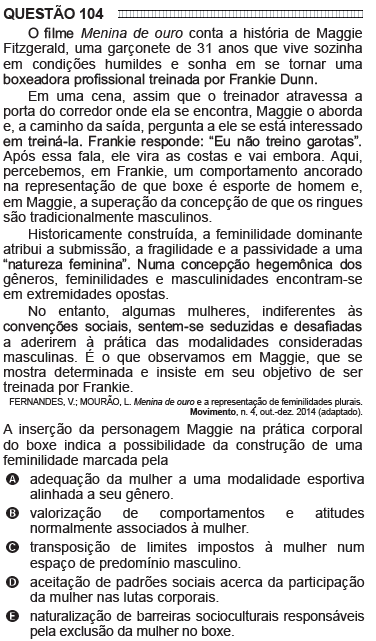 QUESTÃO 104
O filme Menina de ouro conta a história de Maggie
Fitzgerald, uma garçonete de 31 anos que vive sozinha
em condições humildes e sonha em se tornar uma
boxeadora profissional treinada por Frankie Dunn.
Em uma cena, assim que o treinador atravessa a
porta do corredor onde ela se encontra, Maggie o aborda
e, a caminho da saída, pergunta a ele se está interessado
em treiná-la. Frankie responde: “Eu não treino garotas”.
Após essa fala, ele vira as costas e vai embora. Aqui,
percebemos, em Frankie, um comportamento ancorado
na representação de que boxe é esporte de homem e,
em Maggie, a superação da concepção de que os ringues
são tradicionalmente masculinos.
Historicamente construída, a feminilidade dominante
atribui a submissão, a fragilidade e a passividade a uma
“natureza feminina”. Numa concepção hegemônica dos
gêneros, feminilidades e masculinidades encontram-se
em extremidades opostas.
No entanto, algumas mulheres, indiferentes às
convenções sociais, sentem-se seduzidas e desafiadas
a aderirem à prática das modalidades consideradas
masculinas. É o que observamos em Maggie, que se
mostra determinada e insiste em seu objetivo de ser
treinada por Frankie.
FERNANDES, V.; MOURÃO, L. Menina de ouro e a representação de feminilidades plurais.
Movimento, n. 4, out.-dez. 2014 (adaptado).
A inserção da personagem Maggie na prática corporal
do boxe indica a possibilidade da construção de uma
feminilidade marcada pela
A adequação da mulher a uma modalidade esportiva
alinhada a seu gênero.
B valorização de comportamentos e atitudes
normalmente associados à mulher.
C transposição de limites impostos à mulher num
espaço de predomínio masculino.
D aceitação de padrões sociais acerca da participação
da mulher nas lutas corporais.
E naturalização de barreiras socioculturais responsáveis
pela exclusão da mulher no boxe.